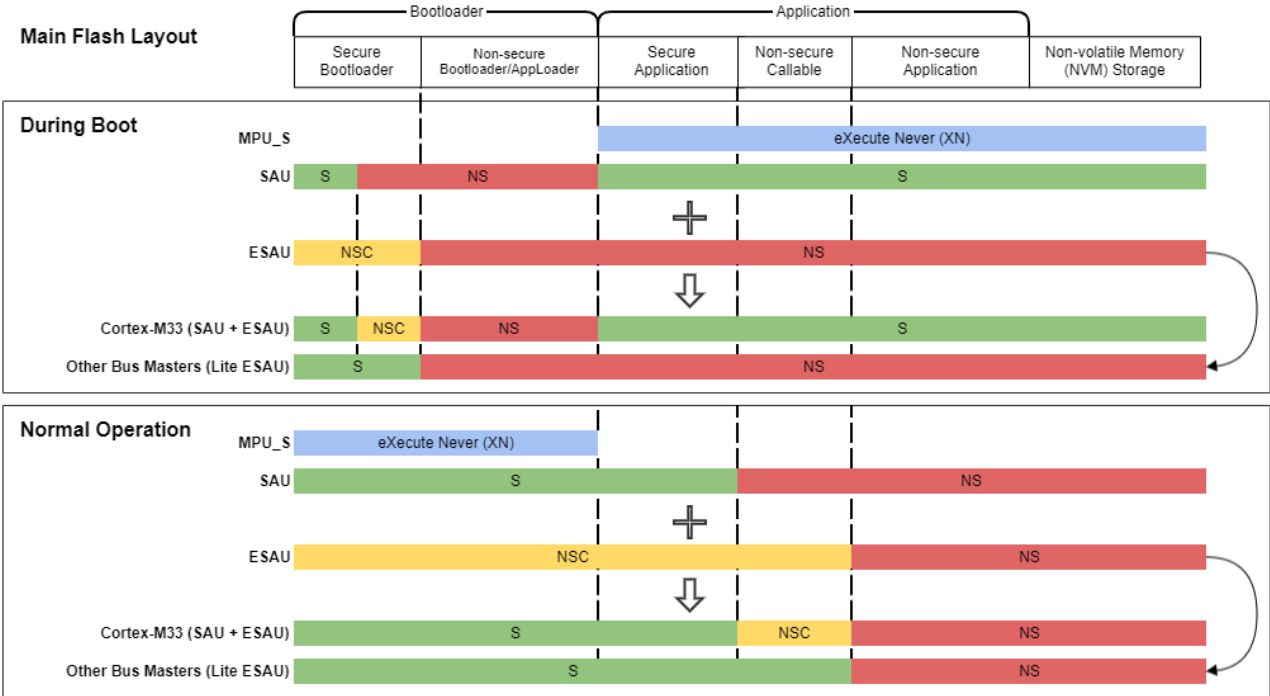 Bootloader
Application
Main Flash Layout
Secure
Bootloader
Non-secure
Bootloader/AppLoader
Secure
Application
Non-secure
Callable
Non-secure
Application
Non-volatile Memory
(NVM) Storage
During Boot
MPU_S
eXecute Never (XN)
SAU
S
NS
S
ESAU
NSC
NS
Cortex-M33 (SAU + ESAU)
S
NSC
NS
S
Other Bus Masters (Lite ESAU)
S
NS
Normal Operation
MPU_S
eXecute Never (XN)
SAU
S
NS
ESAU
NSC
NS
Cortex-M33 (SAU + ESAU)
S
NSC
NS
Other Bus Masters (Lite ESAU)
S
NS